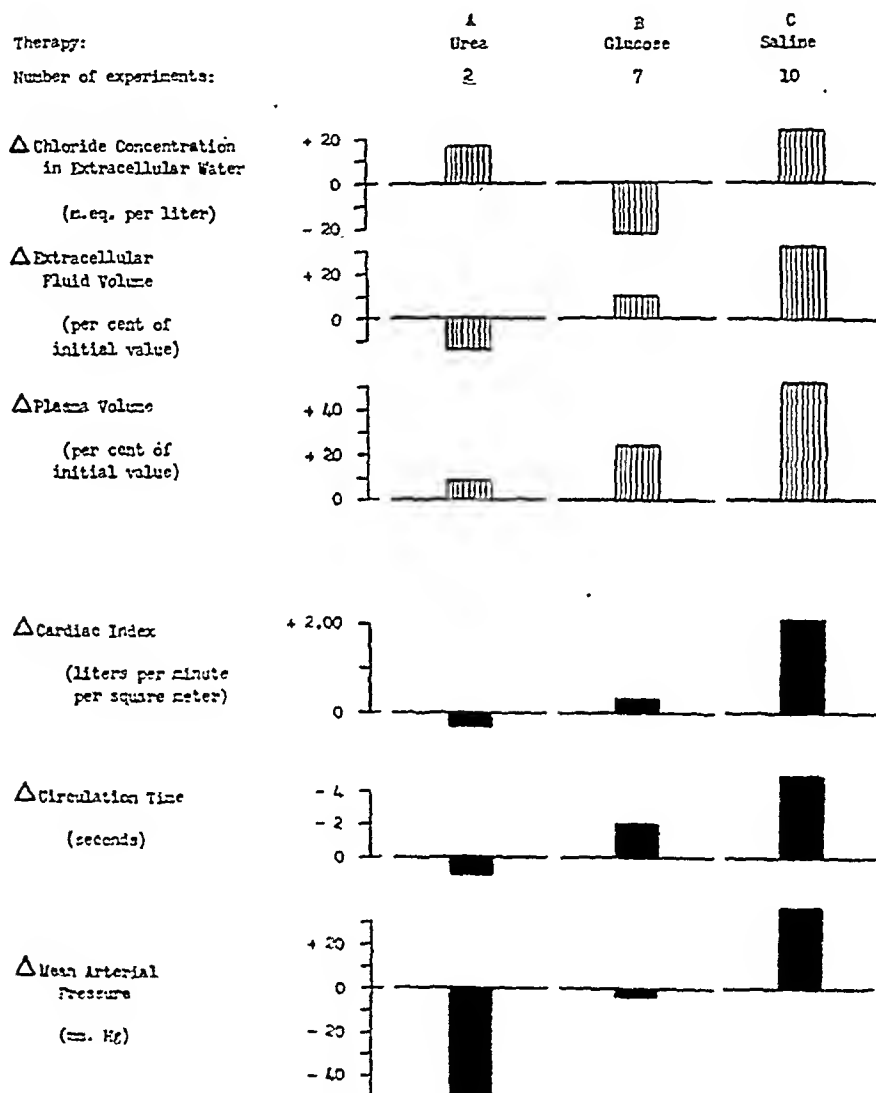 A B C
Therapy: Urea Glucose Saline
Number of experiments: 2 7 10
Δ Chloride Concentration
in Extracellular Water
(m.eq. per liter)
+ 20
0
- 20
Δ Extracellular
Fluid Volume
(per cent of
initial value)
+ 20
0
Δ Plasma Volume
(per cent of
initial value)
+ 40
+ 20
0
Δ Cardiac Index
(liters per minute
per square meter)
+ 2.00
0
Δ Circulation Time
(seconds)
- 4
- 2
0
Δ Mean Arterial
Pressure
(mm. Hg)
+ 20
0
- 20
- 40